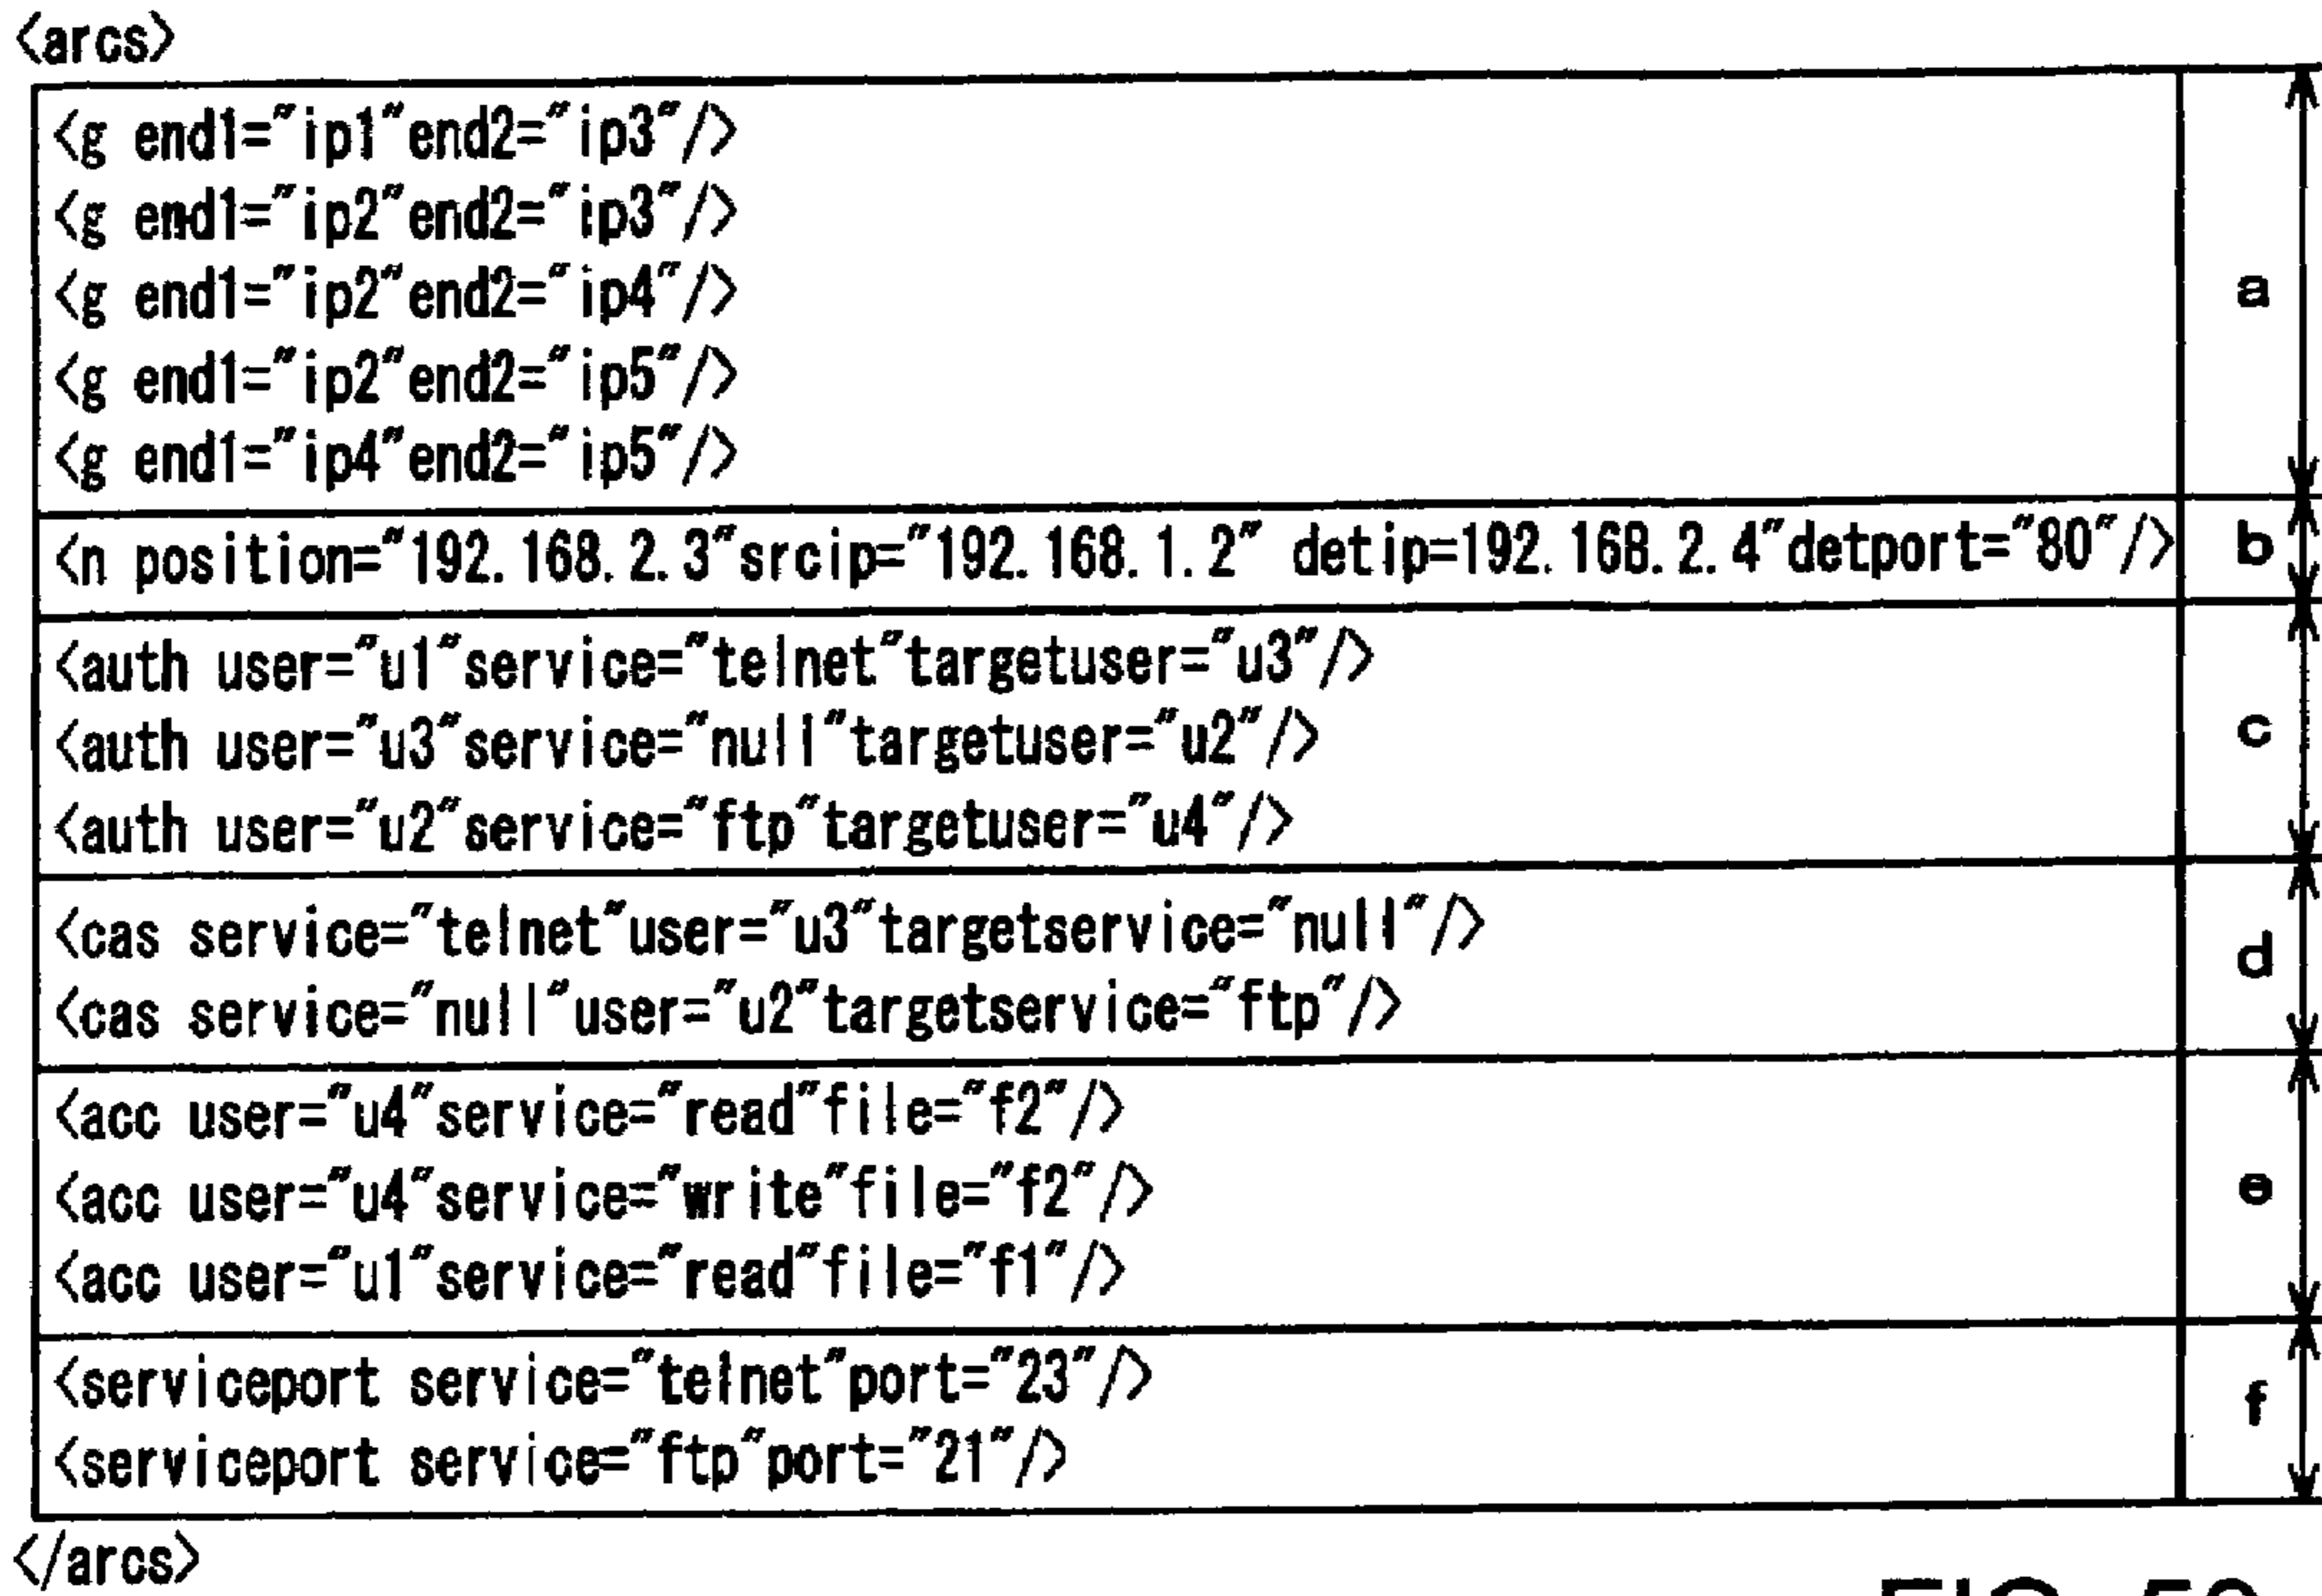 <arcs>
<g end1="ip1"end2="ip3"/>
<g end1="ip2"end2="ip3"/>
<g end1="ip2"end2="ip4"/>
<g end1="ip2"end2="ip5"/>
<g end1="ip4"end2="ip5"/>
a
<n position="192.168.2.3"srcip="192.168.1.2" detip=192.168.2.4"detport="80"/>
b
<auth user="u1"service="telnet"targetuser="u3"/>
<auth user="u3"service="null"targetuser="u2"/>
<auth user="u2"service="ftp"targetuser="u4"/>
c
<cas service="telnet"user="u3"targetservice="null"/>
<cas service="null"user="u2"targetservice="ftp"/>
d
<acc user="u4"service="read"file="f2"/>
<acc user="u4"service="write"file="f2"/>
<acc user="u1"service="read"file="f1"/>
e
<serviceport service="telnet"port="23"/>
<serviceport service="ftp"port="21"/>
f
</arcs>